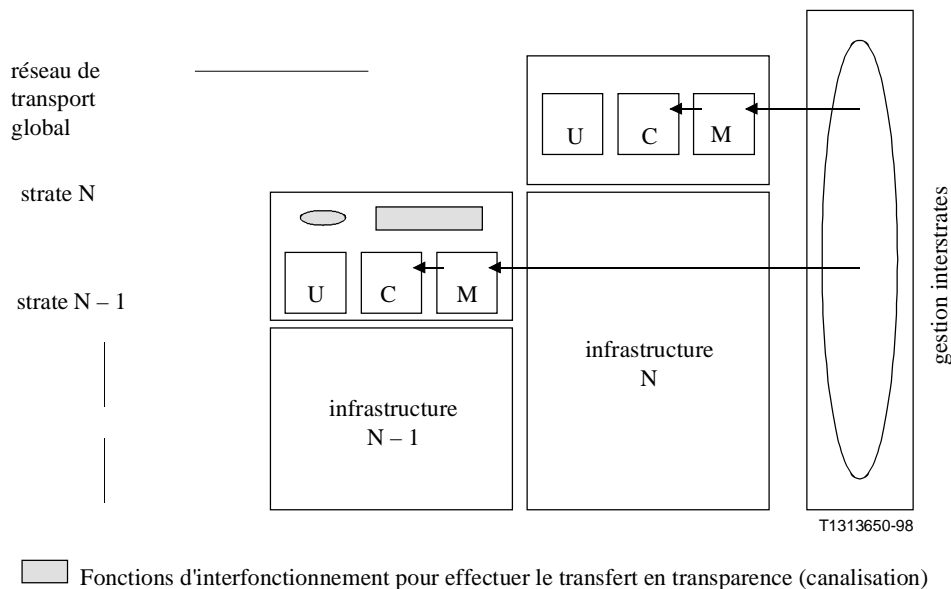 réseau de
transport
global
U C M
strate N
strate N – 1
U C M
infrastructure
N
infrastructure
N – 1
gestion interstrates
T1313650-98
Fonctions d'interfonctionnement pour effectuer le transfert en transparence (canalisation)